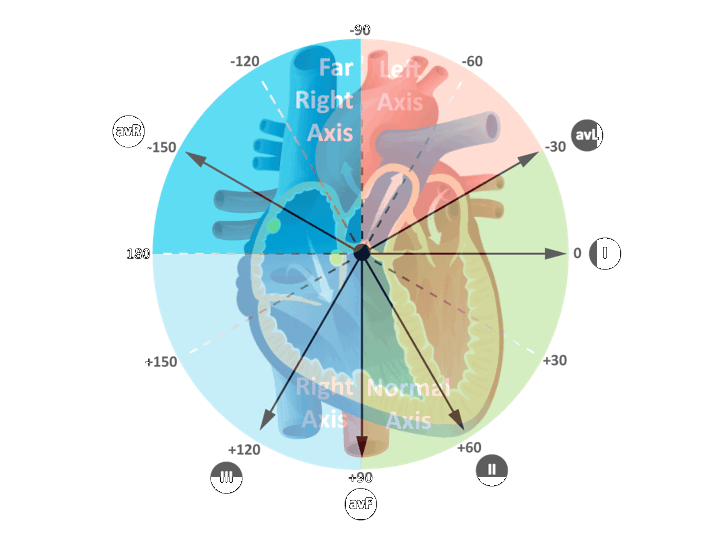 -90
-120
-60
Far
Right
Axis
Left
Axis
avR
-150
-30
avL
180
0
I
+150
+30
Right
Axis
Normal
Axis
+120
+60
III
II
+90
avF